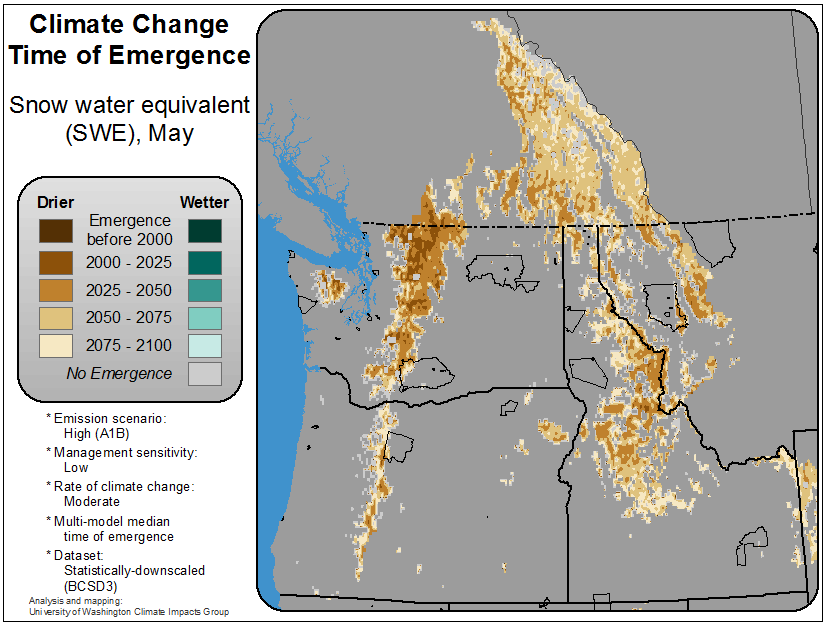 Climate Change
Time of Emergence
Snow water equivalent
(SWE), May
Drier
Wetter
Emergence
before 2000
2000 - 2025
2025 - 2050
2050 - 2075
2075 - 2100
No Emergence
* Emission scenario:
High (A1B)
* Management sensitivity:
Low
* Rate of climate change:
Moderate
* Multi-model median
time of emergence
* Dataset:
Statistically-downscaled
(BCSD3)
Analysis and mapping:
University of Washington Climate Impacts Group